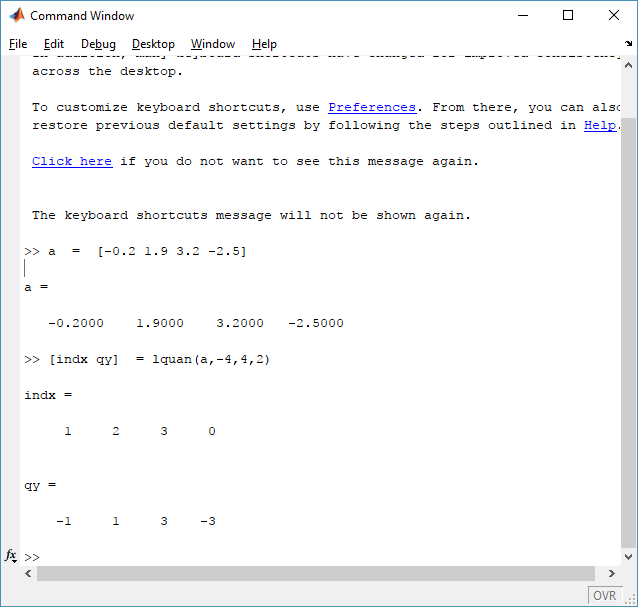 Command Window
File Edit Debug Desktop Window Help
across the desktop.
To customize keyboard shortcuts, use Preferences. From there, you can also
restore previous default settings by following the steps outlined in Help.
Click here if you do not want to see this message again.
The keyboard shortcuts message will not be shown again.
>> a = [-0.2 1.9 3.2 -2.5]
a =
-0.2000 1.9000 3.2000 -2.5000
>> [indx qy] = lquan(a,-4,4,2)
indx =
1 2 3 0
qy =
-1 1 3 -3
fx >>
OVR